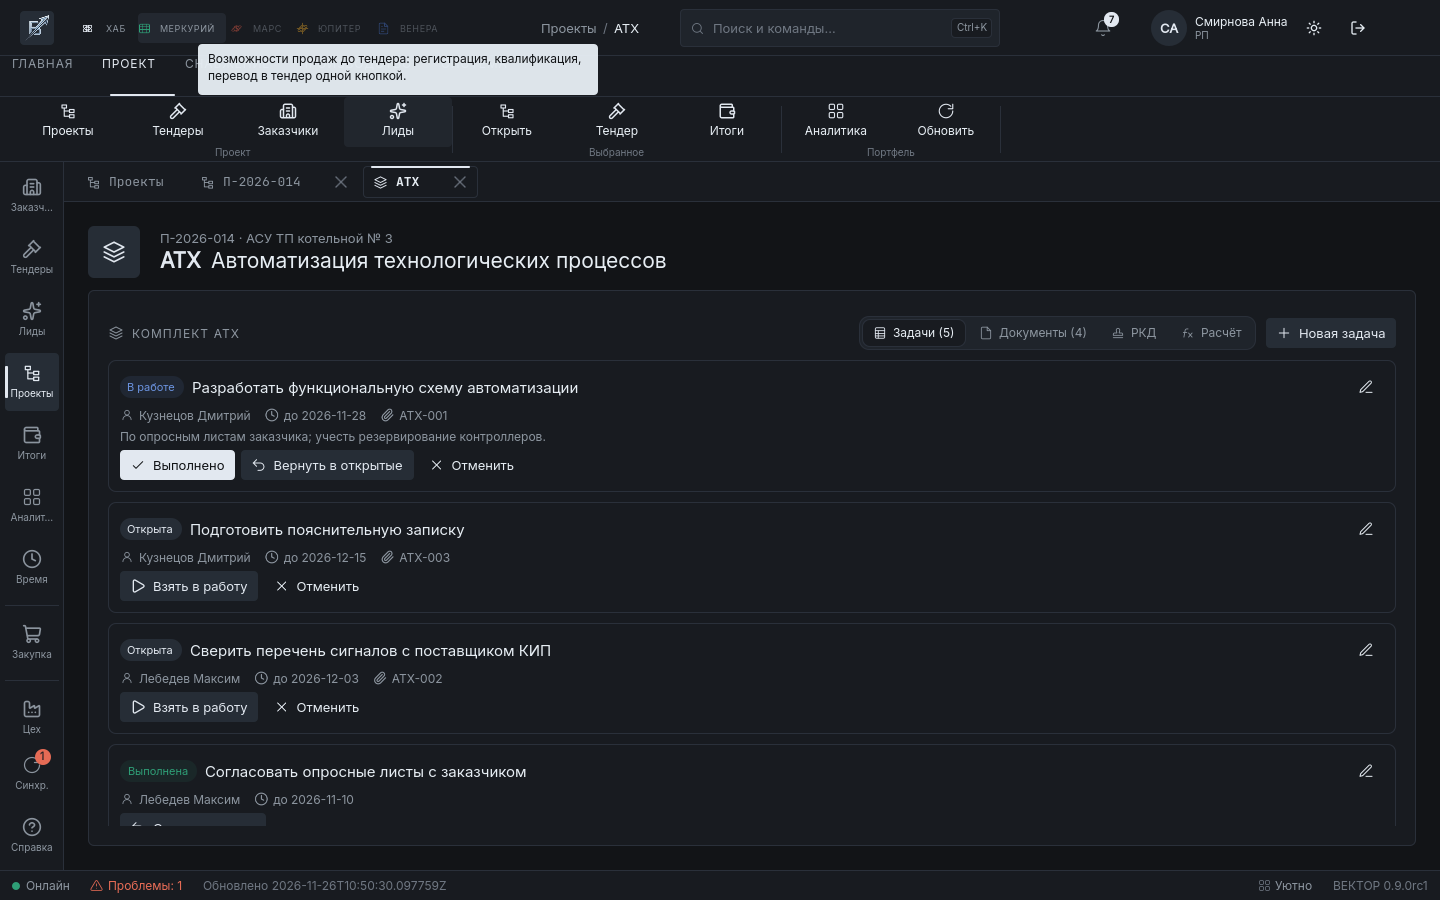 ХАБ
МЕРКУРИЙ
МАРС
ЮПИТЕР
ВЕНЕРА
Проекты / АТХ
Поиск и команды...
Ctrl+K
7
СА
Смирнова Анна
РП
ГЛАВНАЯ
ПРОЕКТ
Возможности продаж до тендера: регистрация, квалификация,
перевод в тендер одной кнопкой.
Проекты
Тендеры
Заказчики
Лиды
Открыть
Тендер
Итоги
Аналитика
Обновить
Проект
Выбранное
Портфель
Заказч...
Тендеры
Лиды
Проекты
Итоги
Аналит...
Время
Закупка
Цех
1
Синхр.
Справка
Проекты
П-2026-014
АТХ
П-2026-014 · АСУ ТП котельной № 3
АТХ Автоматизация технологических процессов
КОМПЛЕКТ АТХ
Задачи (5)
Документы (4)
РКД
Расчёт
Новая задача
В работе
Разработать функциональную схему автоматизации
Кузнецов Дмитрий
до 2026-11-28
АТХ-001
По опросным листам заказчика; учесть резервирование контроллеров.
Выполнено
Вернуть в открытые
Отменить
Открыта
Подготовить пояснительную записку
Кузнецов Дмитрий
до 2026-12-15
АТХ-003
Взять в работу
Отменить
Открыта
Сверить перечень сигналов с поставщиком КИП
Лебедев Максим
до 2026-12-03
АТХ-002
Взять в работу
Отменить
Выполнена
Согласовать опросные листы с заказчиком
Лебедев Максим
до 2026-11-10
Онлайн
Проблемы: 1
Обновлено 2026-11-26T10:50:30.097759Z
Уютно
ВЕКТОР 0.9.0rc1